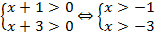 {x + 1 > 0 ⇔ {x > −1
{x + 3 > 0 {x > −3